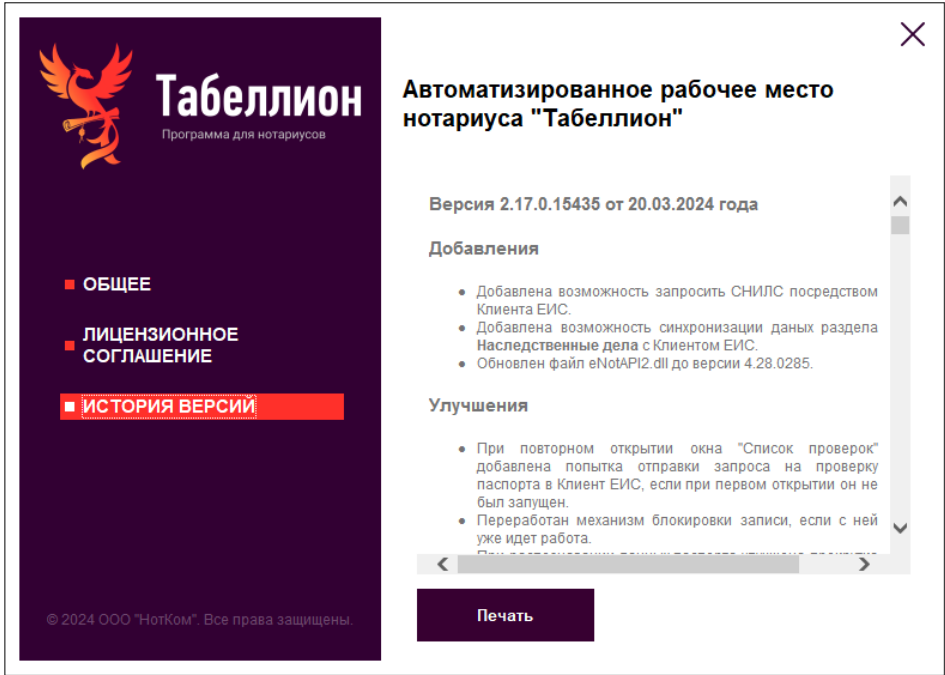 Табеллион
Программа для нотариусов
ОБЩЕЕ
ЛИЦЕНЗИОННОЕ
СОГЛАШЕНИЕ
ИСТОРИЯ ВЕРСИЙ
© 2024 ООО "НотКом". Все права защищены.
Автоматизированное рабочее место
нотариуса "Табеллион"
Версия 2.17.0.15435 от 20.03.2024 года
Добавления
Добавлена возможность запросить СНИЛС посредством
Клиента ЕИС.
Добавлена возможность синхронизации даных раздела
Наследственные дела с Клиентом ЕИС.
Обновлен файл eNotAPI2.dll до версии 4.28.0285.
Улучшения
При повторном открытии окна "Список проверок"
добавлена попытка отправки запроса на проверку
паспорта в Клиент ЕИС, если при первом открытии он не
был запущен.
Переработан механизм блокировки записи, если с ней
уже идет работа.
Печать